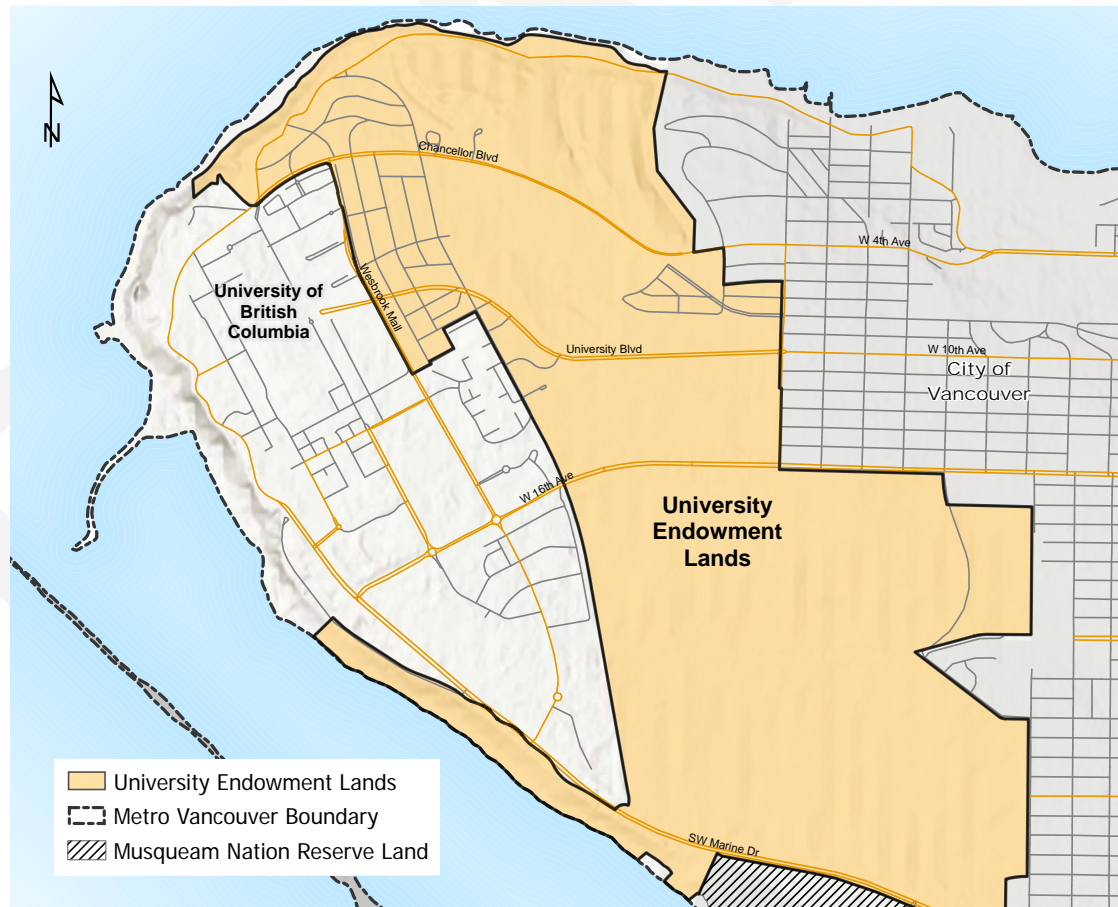 N
Chancellor Blvd
W 4th Ave
University of
British
Columbia
Wesbrook Mall
University Blvd
W 10th Ave
City of
Vancouver
W 16th Ave
University
Endowment
Lands
University Endowment Lands
Metro Vancouver Boundary
Musqueam Nation Reserve Land
SW Marine Dr